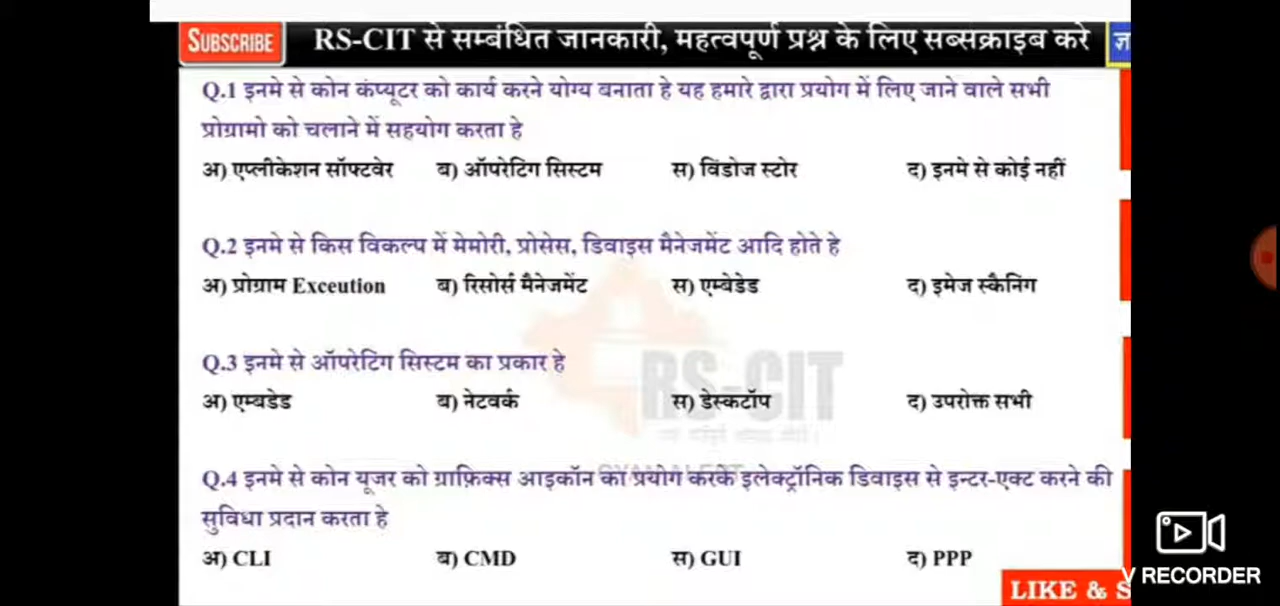 SUBSCRIBE RS-CIT से सम्बंधित जानकारी, महत्वपूर्ण प्रश्न के लिए सब्सक्राइब करे
Q.1 इनमे से कोन कंप्यूटर को कार्य करने योग्य बनाता हे यह हमारे द्वारा प्रयोग में लिए जाने वाले सभी
प्रोग्रामो को चलाने में सहयोग करता हे
अ) एप्लीकेशन सॉफ्टवेर ब) ऑपरेटिग सिस्टम स) विंडोज स्टोर द) इनमे से कोई नहीं
Q.2 इनमे से किस विकल्प में मेमोरी, प्रोसेस, डिवाइस मैनेजमेंट आदि होते हे
अ) प्रोग्राम Exceution ब) रिसोर्स मैनेजमेंट स) एम्बेडेड द) इमेज स्कैनिंग
Q.3 इनमे से ऑपरेटिग सिस्टम का प्रकार हे
अ) एम्बडेड ब) नेटवर्क स) डेस्कटॉप द) उपरोक्त सभी
RS-CIT
Q.4 इनमे से कोन यूजर को ग्राफ़िक्स आइकॉन का प्रयोग करके इलेक्ट्रॉनिक डिवाइस से इन्टर-एक्ट करने की
सुविधा प्रदान करता हे
अ) CLI ब) CMD स) GUI द) PPP
LIKE & S
V RECORDER